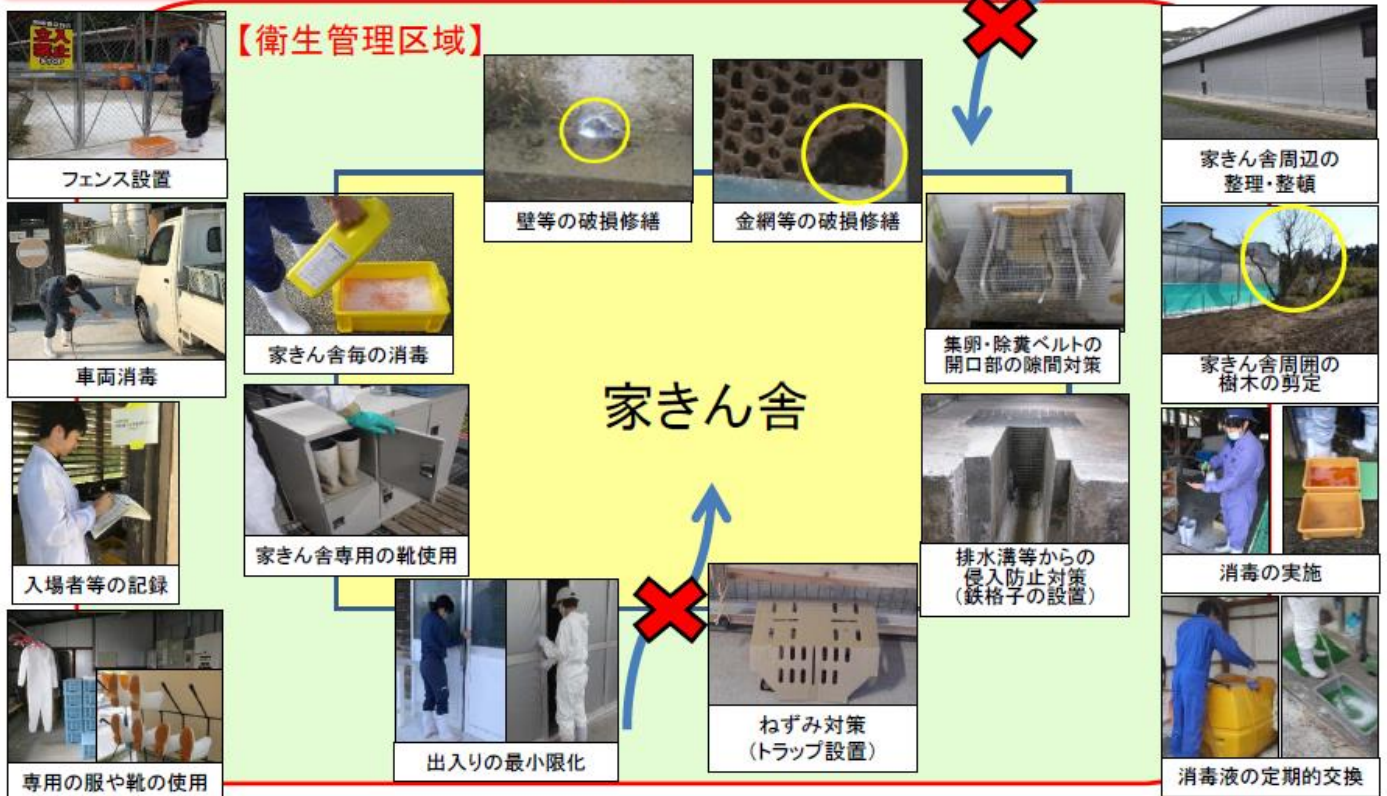 【衛生管理区域】
立入
禁止
フェンス設置
車両消毒
入場者等の記録
専用の服や靴の使用
壁等の破損修繕
金網等の破損修繕
家きん舎毎の消毒
家きん舎専用の靴使用
家きん舎
集卵・除糞ベルトの
開口部の隙間対策
排水溝等からの
侵入防止対策
(鉄格子の設置)
出入りの最小限化
ねずみ対策
(トラップ設置)
家きん舎周辺の
整理・整頓
家きん舎周囲の
樹木の剪定
消毒の実施
消毒液の定期的交換